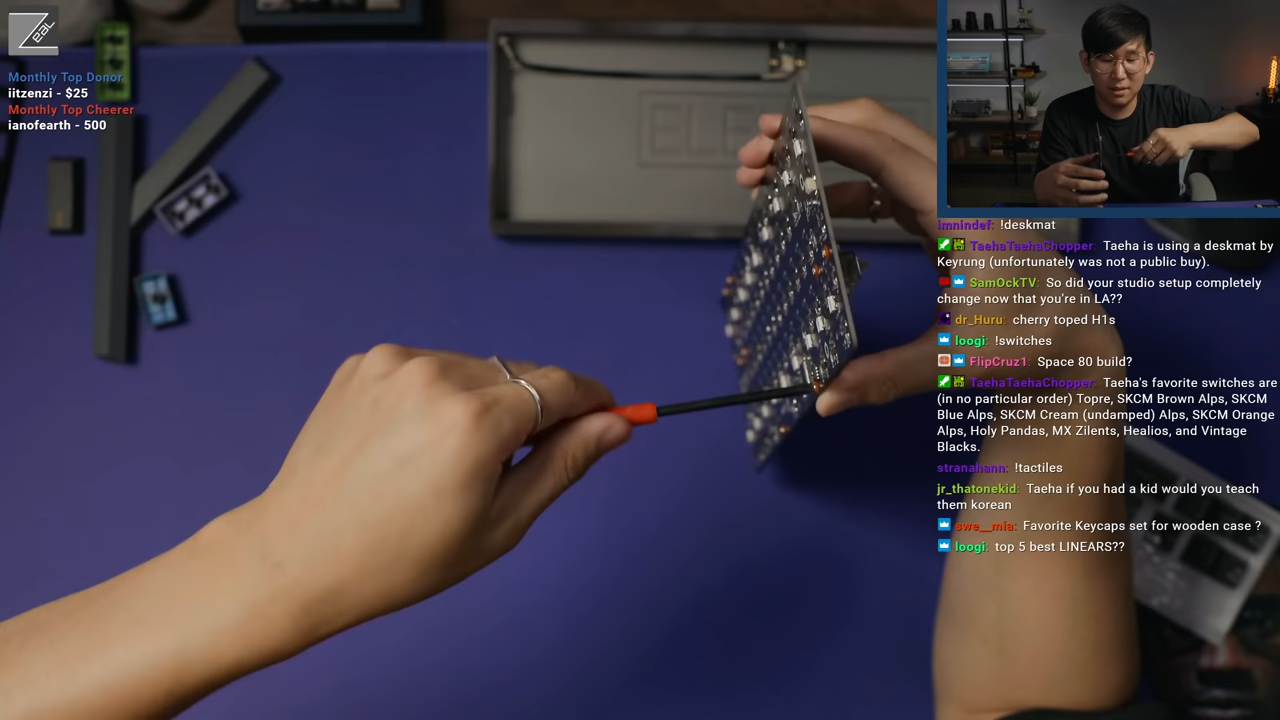 Zeal
Monthly Top Donor
iitzenzi - $25
Monthly Top Cheerer
ianofearth - 500
ELE
imnindef: !deskmat
TaehaTaehaChopper: Taeha is using a deskmat by
Keyrung (unfortunately was not a public buy).
SamOckTV: So did your studio setup completely
change now that you're in LA??
dr_Huru: cherry toped H1s
loogi: !switches
FlipCruz1: Space 80 build?
TaehaTaehaChopper: Taeha's favorite switches are
(in no particular order) Topre, SKCM Brown Alps, SKCM
Blue Alps, SKCM Cream (undamped) Alps, SKCM Orange
Alps, Holy Pandas, MX Zilents, Healios, and Vintage
Blacks.
stranahann: !tactiles
jr_thatonekid: Taeha if you had a kid would you teach
them korean
swe__mia: Favorite Keycaps set for wooden case ?
loogi: top 5 best LINEARS??